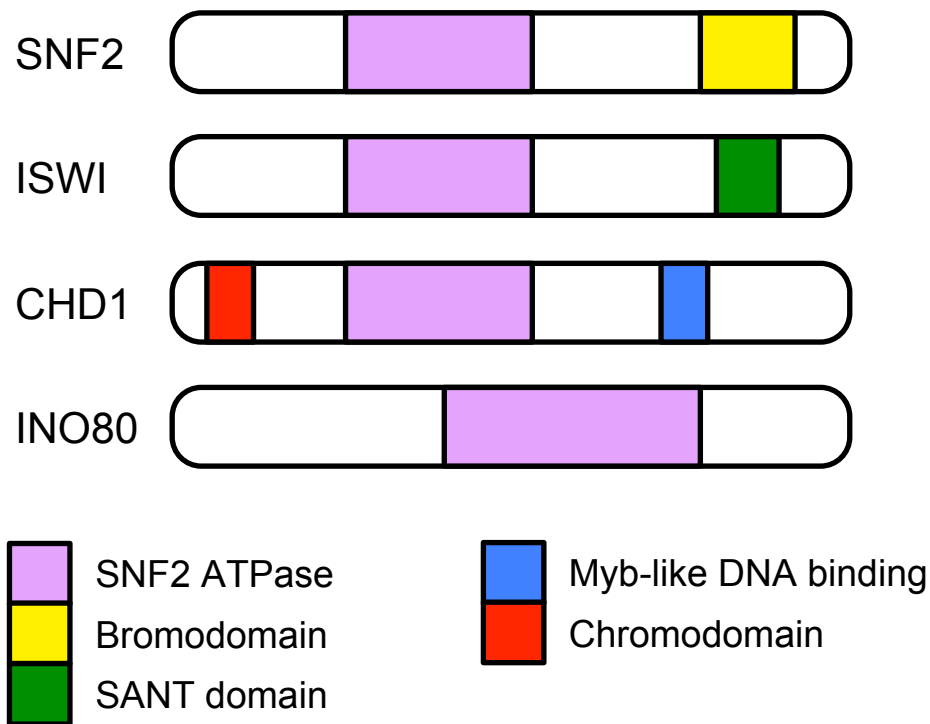 SNF2
ISWI
CHD1
INO80
SNF2 ATPase
Bromodomain
SANT domain
Myb-like DNA binding
Chromodomain